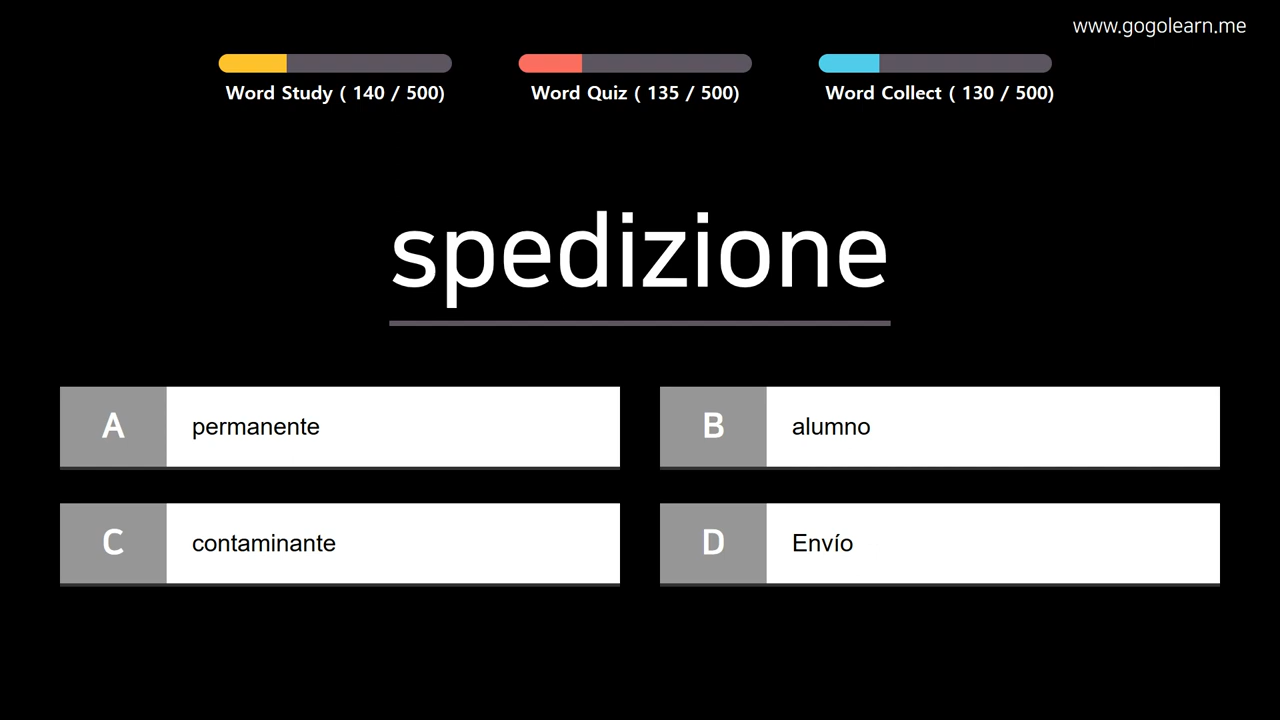 www.gogolearn.me
Word Study ( 140 / 500)
Word Quiz ( 135 / 500)
Word Collect ( 130 / 500)
spedizione
A permanente
B alumno
C contaminante
D Envío